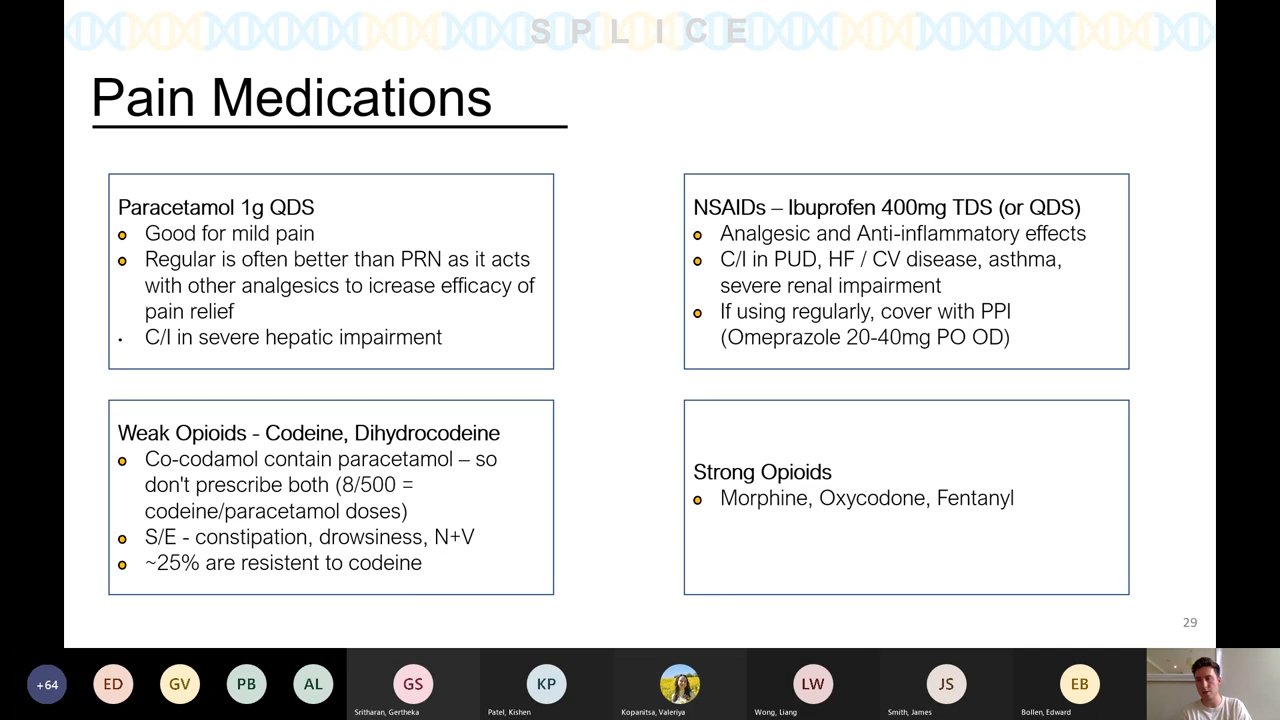 S P L I C E
Pain Medications
Paracetamol 1g QDS
Good for mild pain
Regular is often better than PRN as it acts
with other analgesics to icrease efficacy of
pain relief
C/I in severe hepatic impairment
NSAIDs – Ibuprofen 400mg TDS (or QDS)
Analgesic and Anti-inflammatory effects
C/I in PUD, HF / CV disease, asthma,
severe renal impairment
If using regularly, cover with PPI
(Omeprazole 20-40mg PO OD)
Weak Opioids - Codeine, Dihydrocodeine
Co-codamol contain paracetamol – so
don't prescribe both (8/500 =
codeine/paracetamol doses)
S/E - constipation, drowsiness, N+V
~25% are resistent to codeine
Strong Opioids
Morphine, Oxycodone, Fentanyl
29
+64 ED GV PB AL GS KP LW JS EB
Sritharan, Gertheka Patel, Kishen Kopanitsa, Valeriya Wong, Liang Smith, James Bollen, Edward